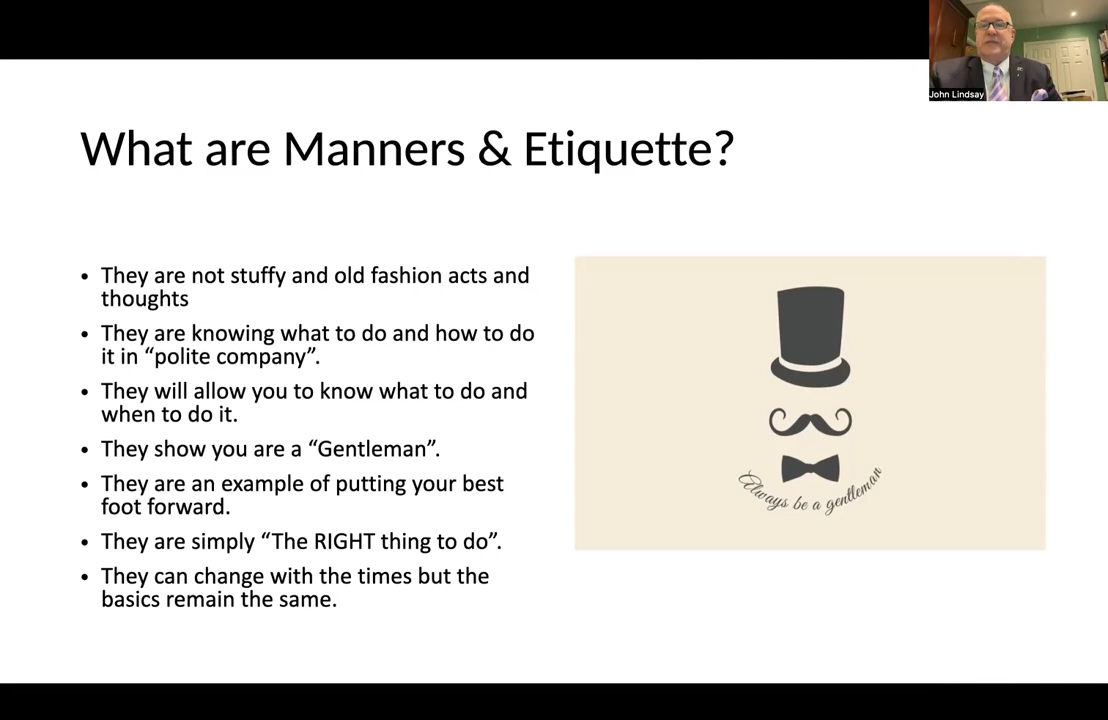 John Lindsay
What are Manners & Etiquette?
• They are not stuffy and old fashion acts and
thoughts
• They are knowing what to do and how to do
it in “polite company”.
• They will allow you to know what to do and
when to do it.
• They show you are a “Gentleman”.
• They are an example of putting your best
foot forward.
• They are simply “The RIGHT thing to do”.
• They can change with the times but the
basics remain the same.
Always be a gentleman